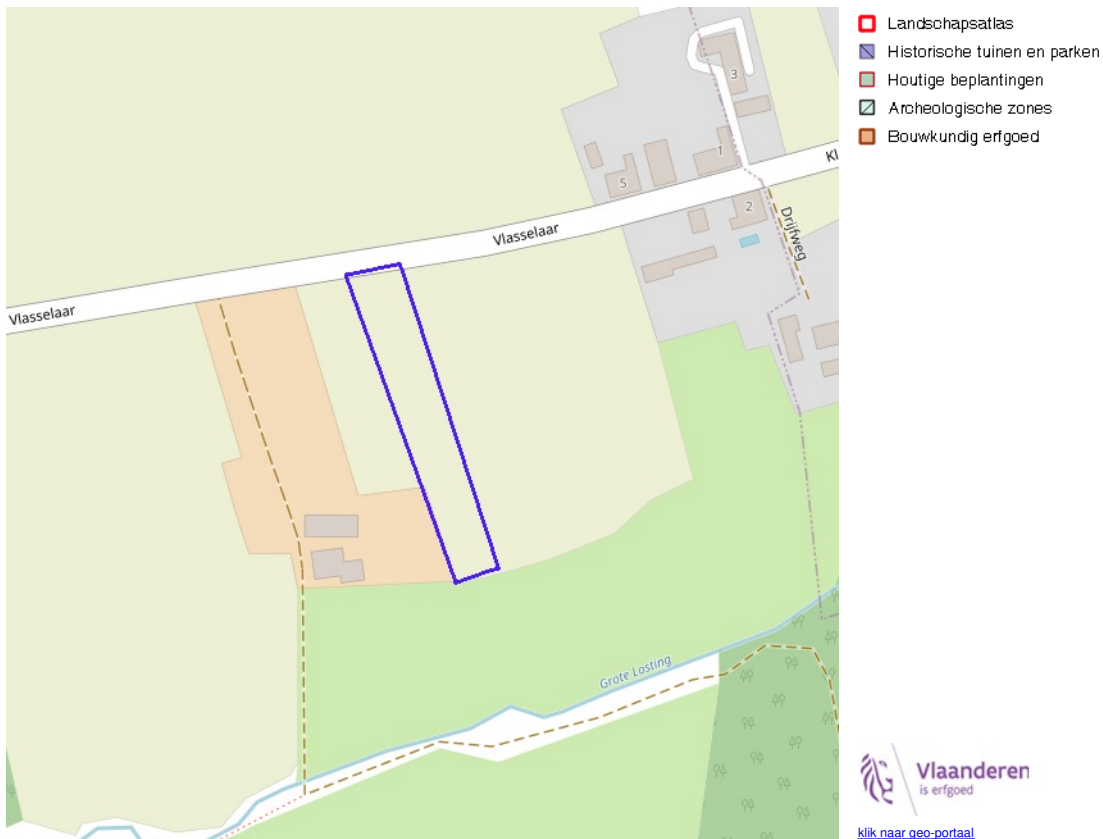 Landschapsatlas
Historische tuinen en parken
Houtige beplantingen
Archeologische zones
Bouwkundig erfgoed
3
1
Kl
5
2
Vlasselaar
Drijfweg
Vlasselaar
Grote Losting
Vlaanderen
is erfgoed
klik naar geo-portaal